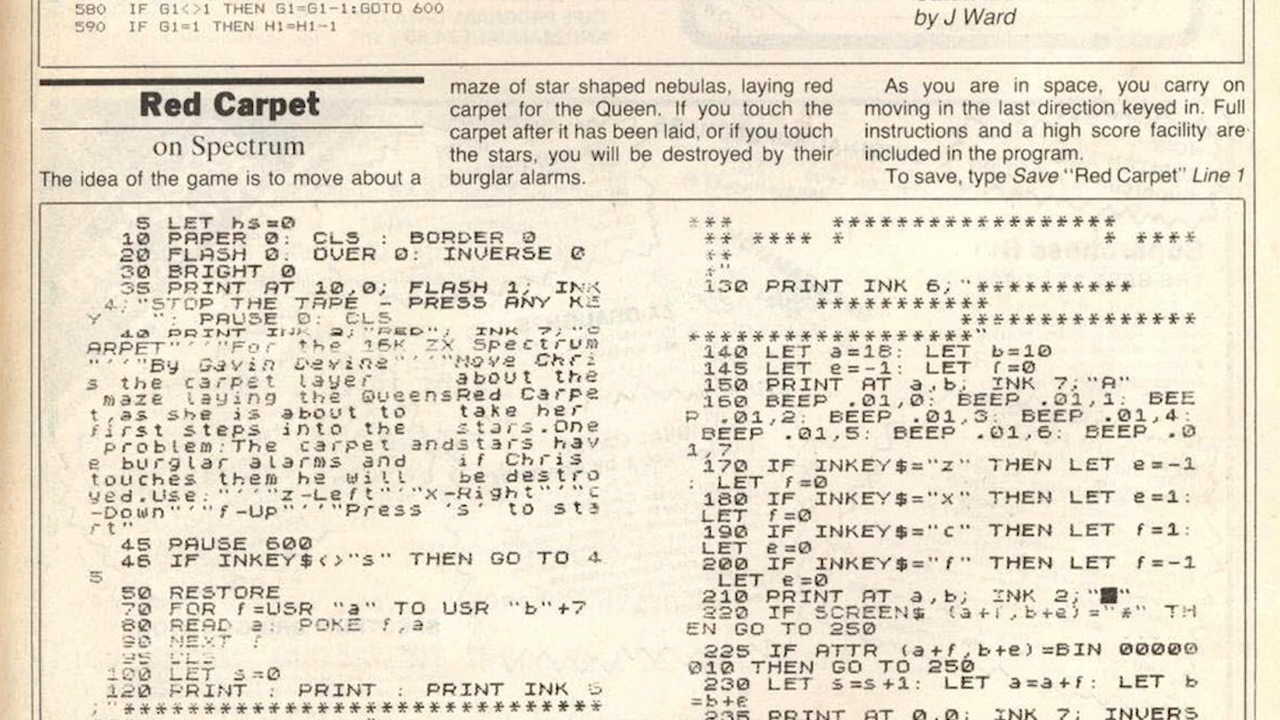 580 IF G1<>1 THEN G1=G1-1:GOTO 600
590 IF G1=1 THEN H1=H1-1
by J Ward
Red Carpet
on Spectrum
The idea of the game is to move about a
maze of star shaped nebulas, laying red
carpet for the Queen. If you touch the
carpet after it has been laid, or if you touch
the stars, you will be destroyed by their
burglar alarms.
As you are in space, you carry on
moving in the last direction keyed in. Full
instructions and a high score facility are
included in the program.
To save, type Save "Red Carpet" Line 1
5 LET hs=0
10 PAPER 0: CLS : BORDER 0
20 FLASH 0: OVER 0: INVERSE 0
30 BRIGHT 0
35 PRINT AT 10,0; FLASH 1; INK
4;"STOP THE TAPE - PRESS ANY KE
Y ": PAUSE 0: CLS
40 PRINT INK 2;"RED"; INK 7;"C
ARPET"'''"For the 16K ZX Spectrum
"'''"By Gavin Devine"'''"Move Chri
s the carpet layer about the
maze laying the QueensRed Carpe
t,as she is about to take her
first steps into the stars.One
problem:The carpet andstars hav
e burglar alarms and if Chris
touches them he will be destro
yed.Use:"'''"z-Left"'"x-Right"'"c
-Down"'"f-Up"'''"Press 's' to sta
rt"
45 PAUSE 600
46 IF INKEY$<>"s" THEN GO TO 4
5
50 RESTORE
70 FOR f=USR "a" TO USR "b"+7
80 READ a: POKE f,a
90 NEXT f
95 CLS
100 LET s=0
120 PRINT : PRINT : PRINT INK 5
;"******************************
*** ******************
** **** * * ****
**
*"
130 PRINT INK 6;"**********
***********
***************
******************"
140 LET a=18: LET b=10
145 LET e=-1: LET f=0
150 PRINT AT a,b; INK 7;"A"
160 BEEP .01,0: BEEP .01,1: BEE
P .01,2: BEEP .01,3: BEEP .01,4:
BEEP .01,5: BEEP .01,6: BEEP .0
1,7
170 IF INKEY$="z" THEN LET e=-1
: LET f=0
180 IF INKEY$="x" THEN LET e=1:
LET f=0
190 IF INKEY$="c" THEN LET f=1:
LET e=0
200 IF INKEY$="f" THEN LET f=-1
LET e=0
210 PRINT AT a,b; INK 2;"■"
220 IF SCREEN$ (a+f,b+e)="*" TH
EN GO TO 250
225 IF ATTR (a+f,b+e)=BIN 00000
010 THEN GO TO 250
230 LET s=s+1: LET a=a+f: LET b
=b+e
235 PRINT AT 0,0; INK 7; INVERS